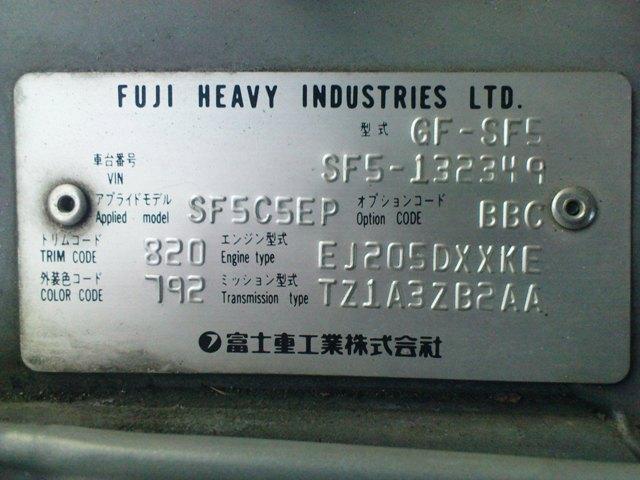 FUJI HEAVY INDUSTRIES LTD.
型式 GF-SF5
車台番号 VIN SF5-132349
アプライドモデル Applied model SF5C5EP オプションコード Option CODE BBC
トリムコード TRIM CODE 820 エンジン型式 Engine type EJ205DXXKE
外装色コード COLOR CODE 792 ミッション型式 Transmission type TZ1A3ZB2AA
富士重工業株式会社